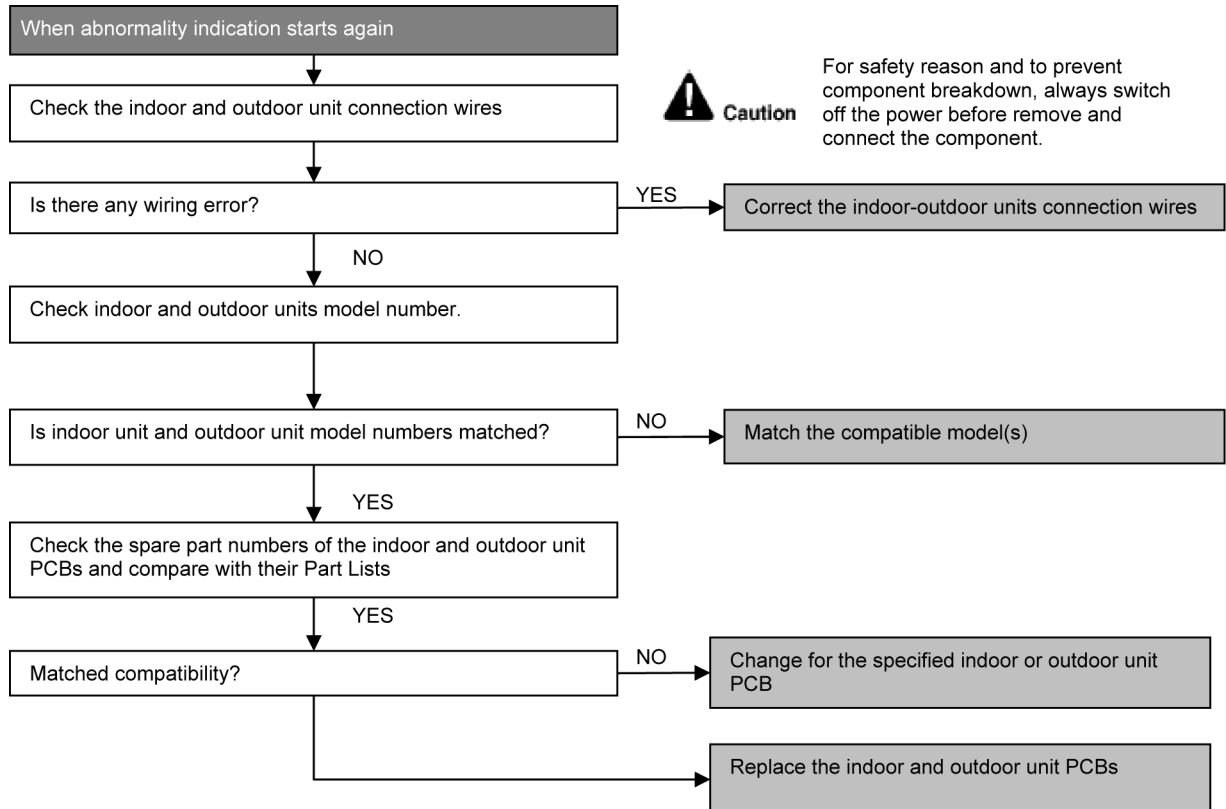 When abnormality indication starts again
Check the indoor and outdoor unit connection wires
Caution
For safety reason and to prevent
component breakdown, always switch
off the power before remove and
connect the component.
Is there any wiring error?
YES
Correct the indoor-outdoor units connection wires
NO
Check indoor and outdoor units model number.
Is indoor unit and outdoor unit model numbers matched?
NO
Match the compatible model(s)
YES
Check the spare part numbers of the indoor and outdoor unit
PCBs and compare with their Part Lists
YES
Matched compatibility?
NO
Change for the specified indoor or outdoor unit
PCB
Replace the indoor and outdoor unit PCBs